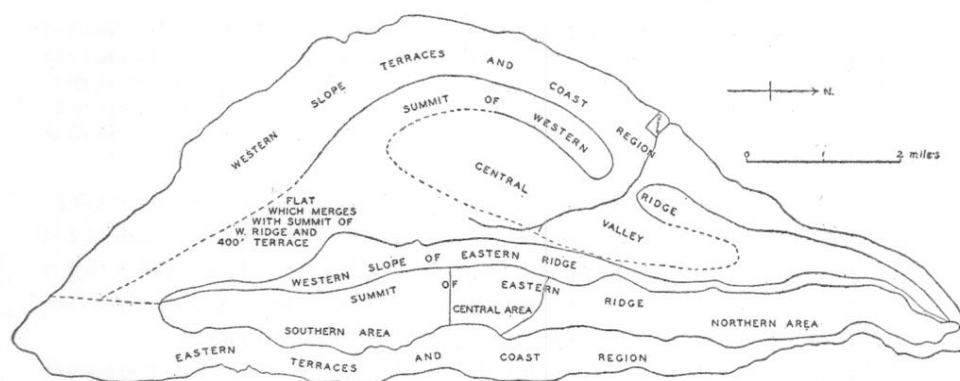 WESTERN SLOPE TERRACES AND COAST REGION
SUMMIT OF WESTERN RIDGE
N.
0 1 2 miles
CENTRAL VALLEY
FLAT
WHICH MERGES
WITH SUMMIT OF
W. RIDGE AND
400' TERRACE
WESTERN SLOPE OF EASTERN RIDGE
SUMMIT OF EASTERN RIDGE
CENTRAL AREA
SOUTHERN AREA
NORTHERN AREA
EASTERN TERRACES AND COAST REGION